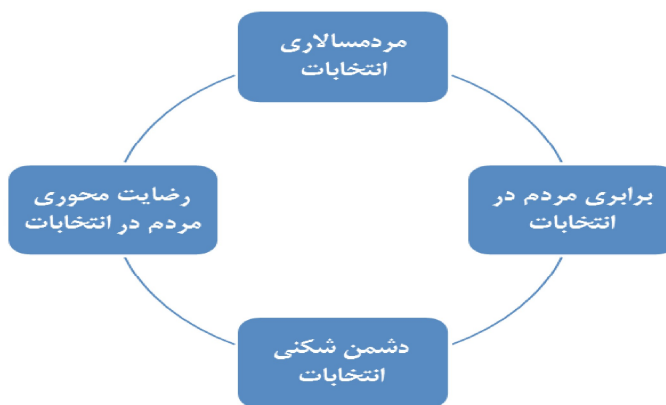 مردمسالاری
انتخابات
برابری مردم در
انتخابات
دشمن شکنی
انتخابات
رضایت محوری
مردم در انتخابات